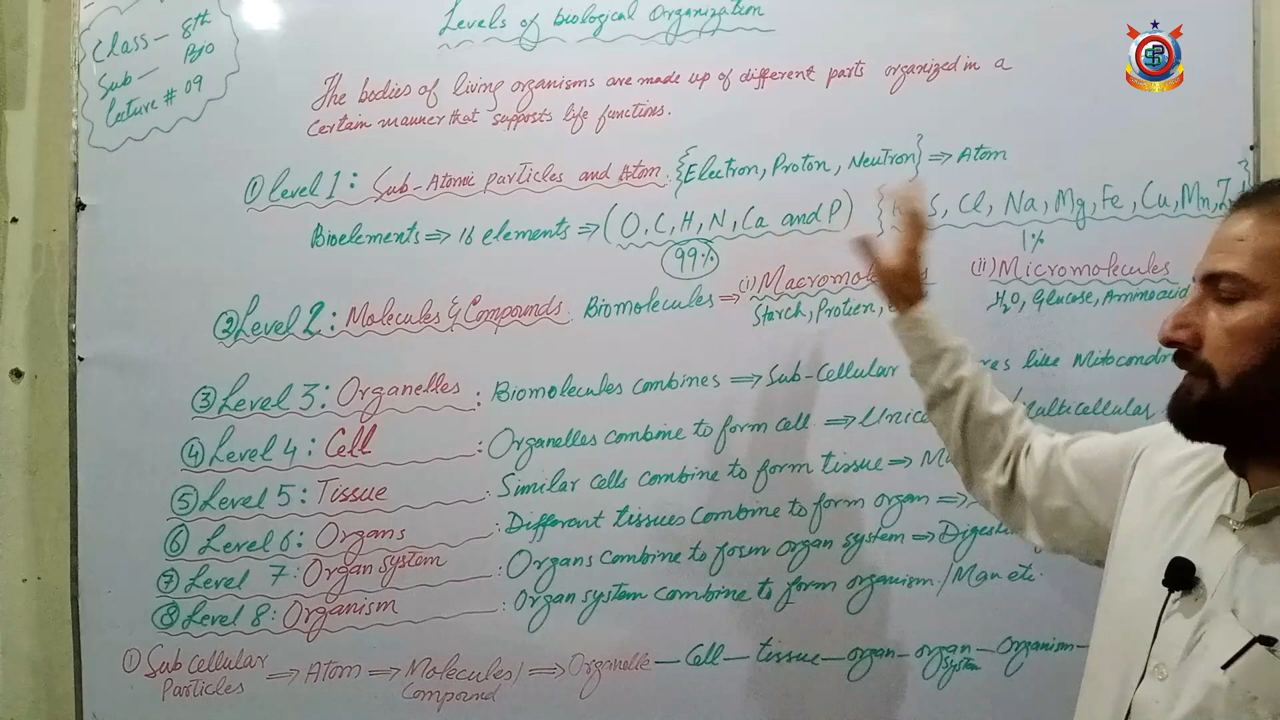 Levels of biological Organization
Class - 8th
Sub - Bio
Lecture # 09
The bodies of living organisms are made up of different parts organized in a
certain manner that supports life functions.
① Level 1: Sub-Atomic particles and Atom. {Electron, Proton, Neutron} ⇒ Atom
Bioelements ⇒ 16 elements ⇒ (O, C, H, N, Ca and P) { S, Cl, Na, Mg, Fe, Cu, Mn, }
99% 1%
② Level 2: Molecules & Compounds. Biomolecules ⇒ (i) (ii) Micromolecules
Starch, Protien, H₂O, Glucose, Aminoacid
③ Level 3: Organelles : Biomolecules combines ⇒ Sub-Cellular like
④ Level 4: Cell : Organelles combine to form cell. ⇒ Multicellular
⑤ Level 5: Tissue : Similar cells combine to form tissue ⇒
⑥ Level 6: Organs : Different tissues combine to form organ ⇒
⑦ Level 7: Organ system : Organs combine to form organ system ⇒
⑧ Level 8: Organism : Organ system combine to form organism./Man etc.
① Sub cellular Particles ⇒ Atom ⇒ Molecules/ Compound ⇒ Organelle - Cell - tissue - organ - organ system - Organism -